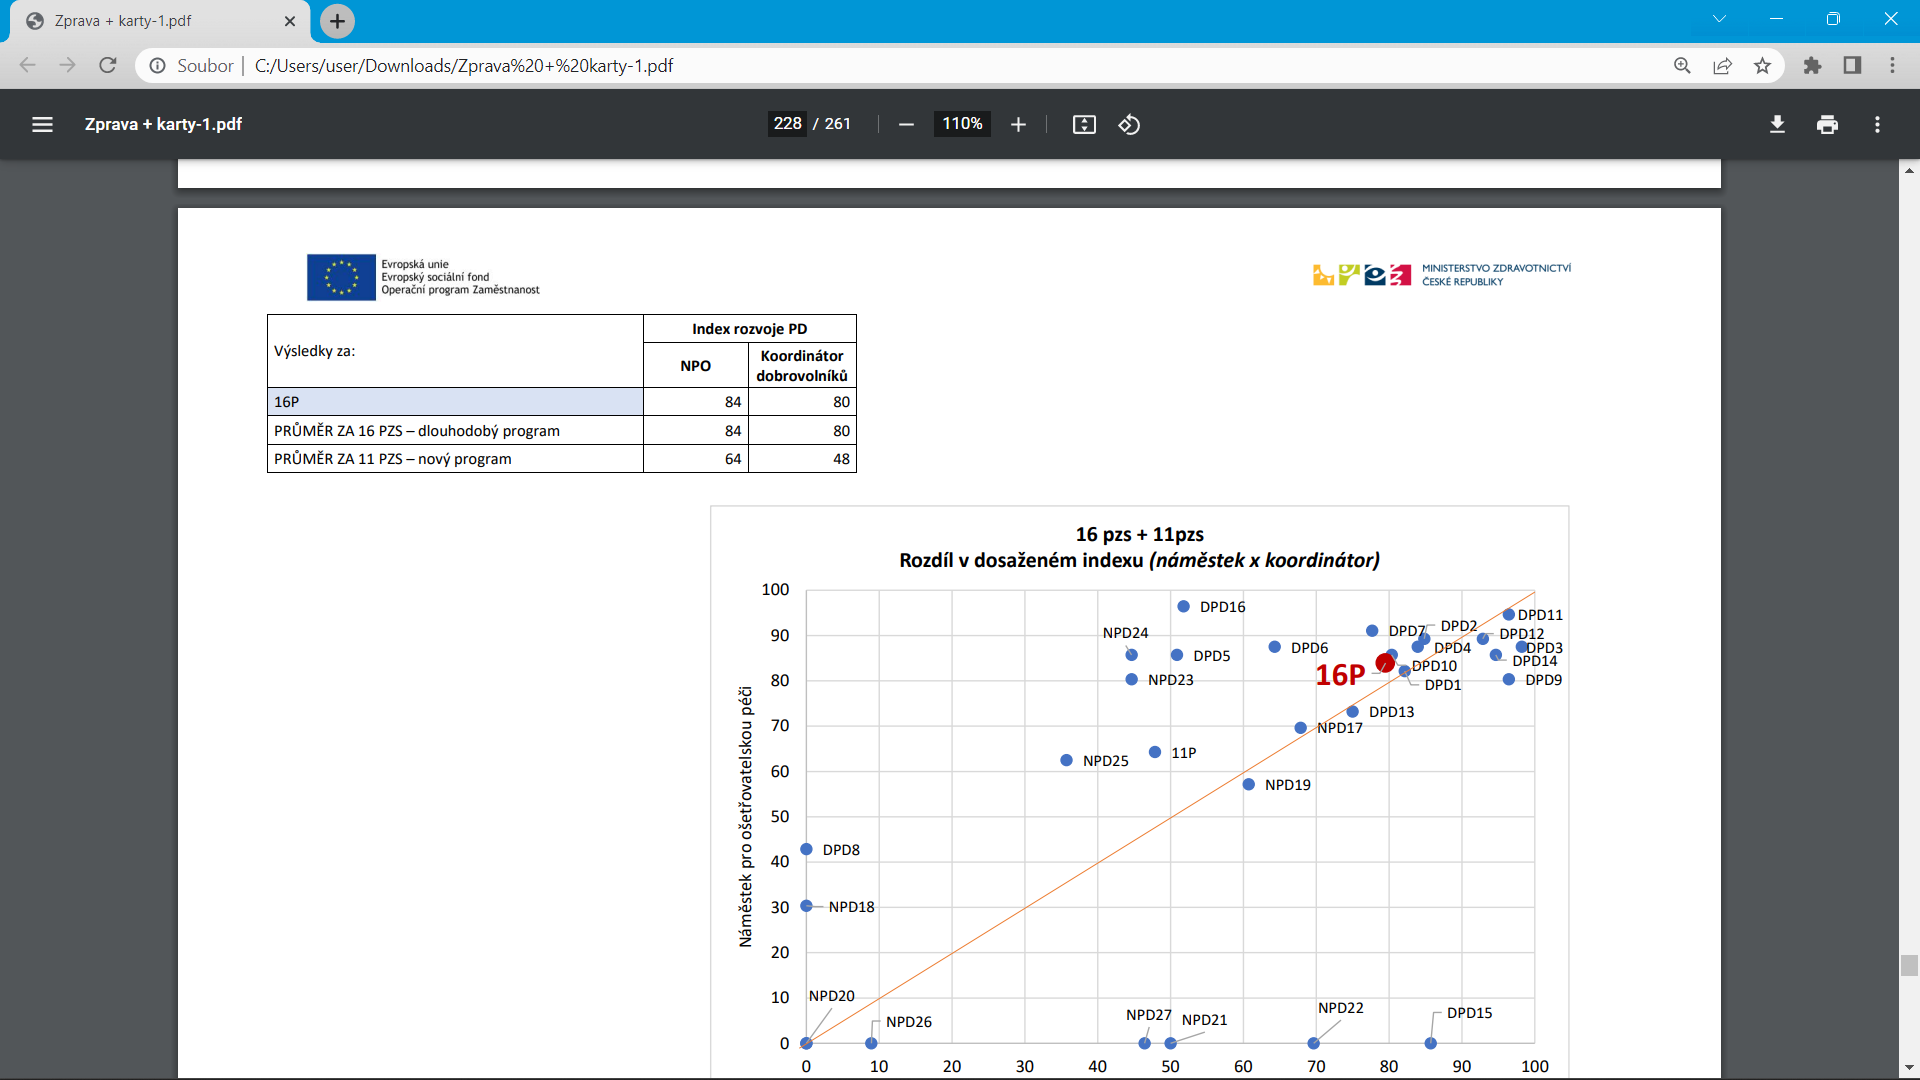 Zprava + karty-1.pdf
Soubor
C:/Users/user/Downloads/Zprava%20+%20karty-1.pdf
Zprava + karty-1.pdf
228 / 261
110%
Evropská unie
Evropský sociální fond
Operační program Zaměstnanost
MINISTERSTVO ZDRAVOTNICTVÍ
ČESKÉ REPUBLIKY
Výsledky za:
Index rozvoje PD
NPO
Koordinátor
dobrovolníků
16P 84 80
PRŮMĚR ZA 16 PZS – dlouhodobý program 84 80
PRŮMĚR ZA 11 PZS – nový program 64 48
16 pzs + 11pzs
Rozdíl v dosaženém indexu (náměstek x koordinátor)
Náměstek pro ošetřovatelskou péči
100
90
80
70
60
50
40
30
20
10
0
DPD16
DPD11
NPD24
DPD7
DPD2
DPD12
DPD5
DPD6
DPD4
DPD3
16P
DPD10
DPD14
NPD23
DPD1
DPD9
DPD13
NPD17
NPD25
11P
NPD19
DPD8
NPD18
NPD20
NPD26
NPD27
NPD21
NPD22
DPD15
0 10 20 30 40 50 60 70 80 90 100